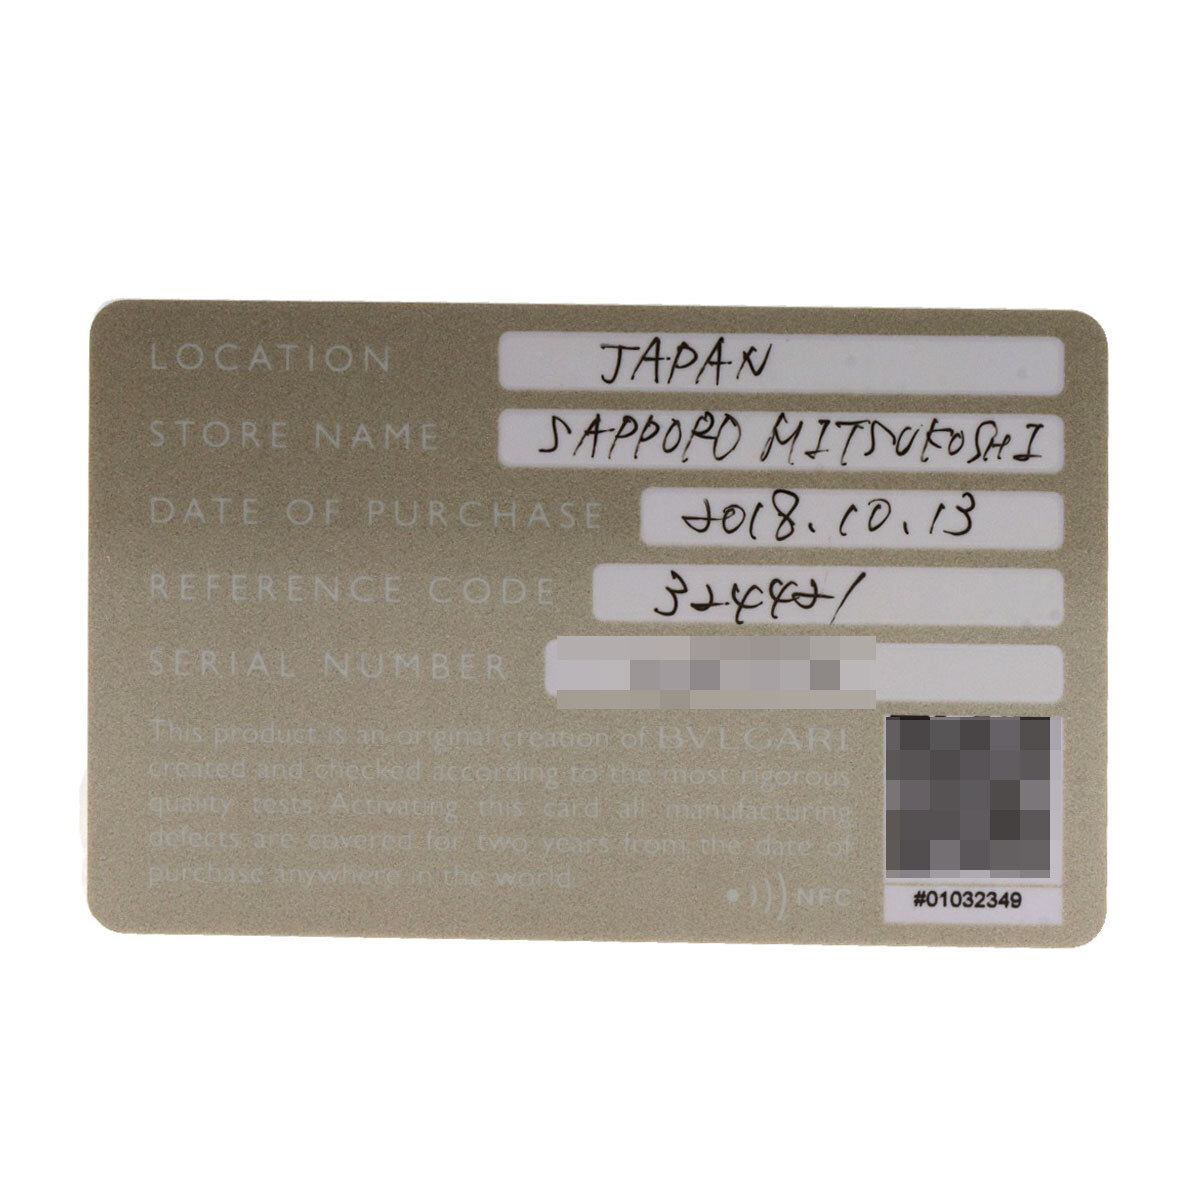 LOCATION JAPAN
STORE NAME SAPPORO MITSUKOSHI
DATE OF PURCHASE 2018.10.13
REFERENCE CODE 324421
SERIAL NUMBER
This product is an original creation of BVLGARI
created and checked according to the most rigorous
quality tests. Activating this card all manufacturing
defects are covered for two years from the date of
purchase anywhere in the world.
NFC
#01032349